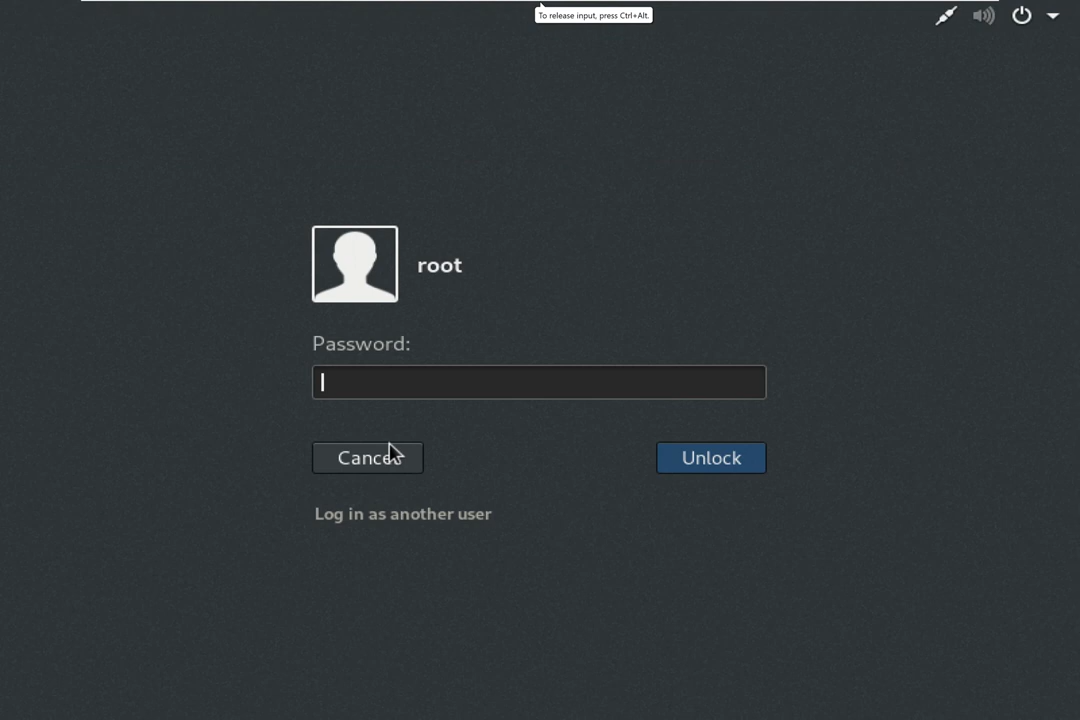 To release input, press Ctrl+Alt.
root
Password:
Cancel
Unlock
Log in as another user